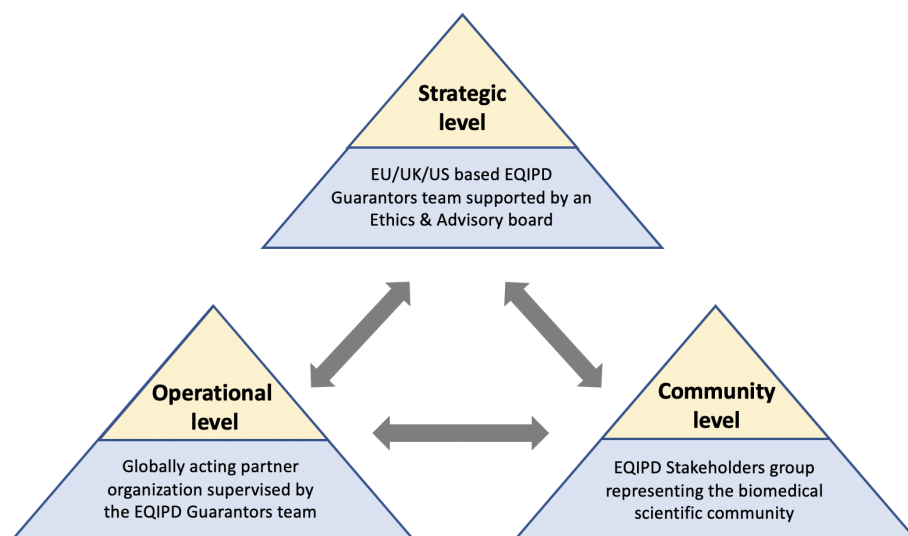 Strategic
level
EU/UK/US based EQIPD
Guarantors team supported by an
Ethics & Advisory board
Operational
level
Globally acting partner
organization supervised by
the EQIPD Guarantors team
Community
level
EQIPD Stakeholders group
representing the biomedical
scientific community